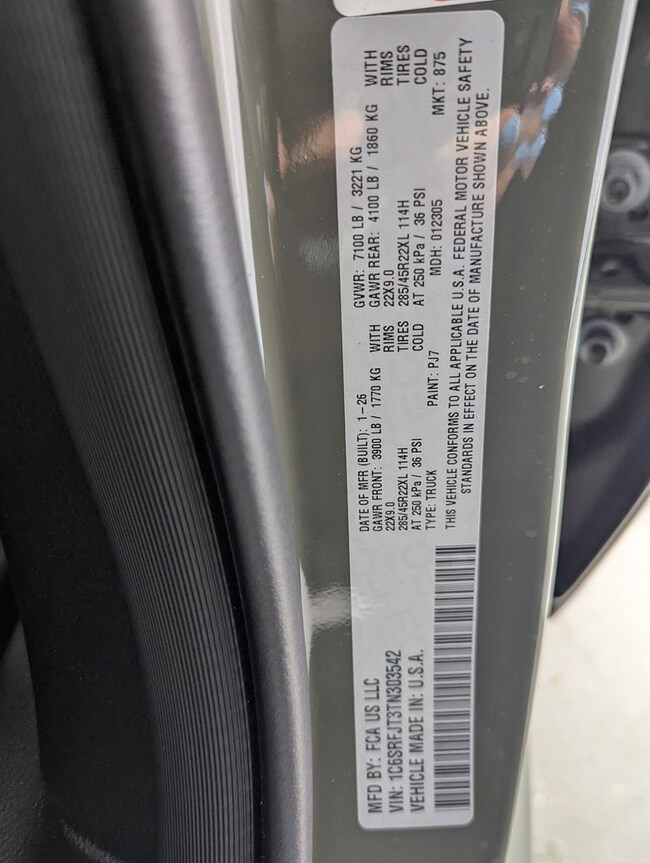 MFD BY: FCA US LLC
VIN: 1C6SRFJT3TN303542
VEHICLE MADE IN: U.S.A.
DATE OF MFR (BUILT): 1-26
GVWR: 7100 LB / 3221 KG
GAWR FRONT: 3900 LB / 1770 KG WITH
GAWR REAR: 4100 LB / 1860 KG WITH
22X9.0 RIMS
22X9.0 RIMS
285/45R22XL 114H TIRES
285/45R22XL 114H TIRES
AT 250 kPa / 36 PSI COLD
AT 250 kPa / 36 PSI COLD
TYPE: TRUCK PAINT: PJ7 MDH: 012305 MKT: 875
THIS VEHICLE CONFORMS TO ALL APPLICABLE U.S.A. FEDERAL MOTOR VEHICLE SAFETY
STANDARDS IN EFFECT ON THE DATE OF MANUFACTURE SHOWN ABOVE.